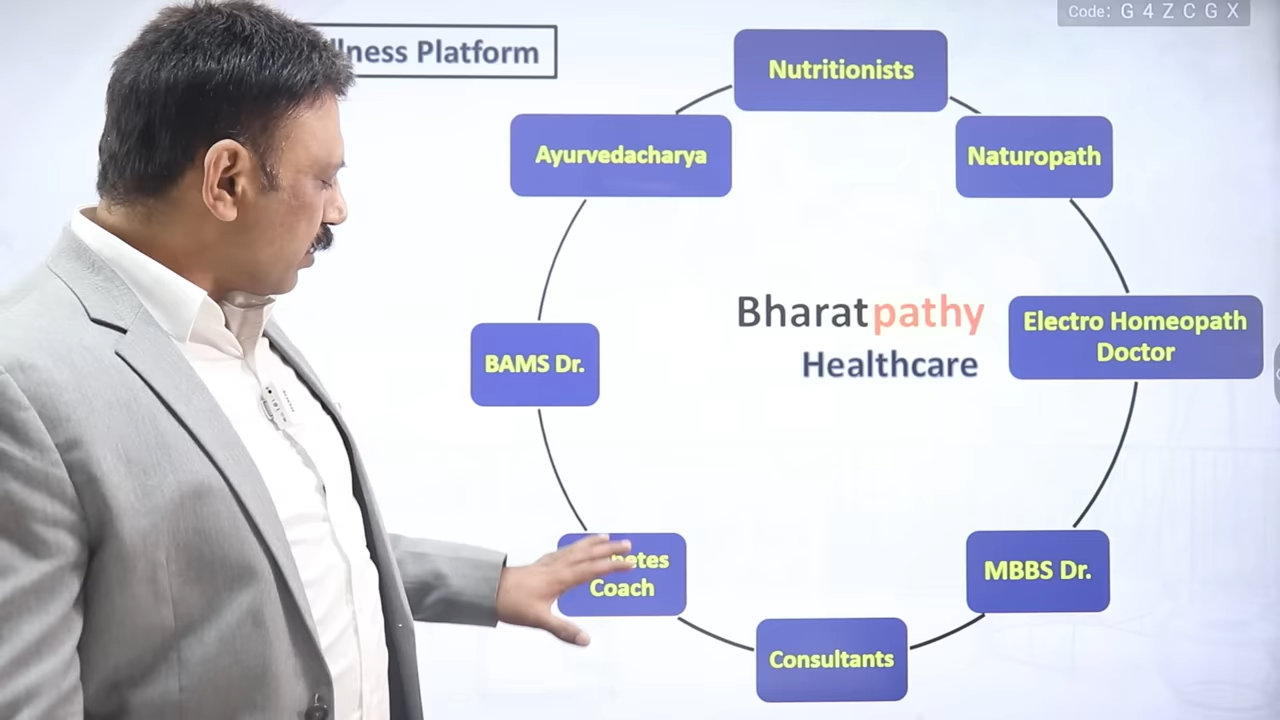 Code: G 4 Z C G X
Platform
Nutritionists
Ayurvedacharya
Naturopath
Bharatpathy
Healthcare
Electro Homeopath
Doctor
BAMS Dr.
Coach
MBBS Dr.
Consultants